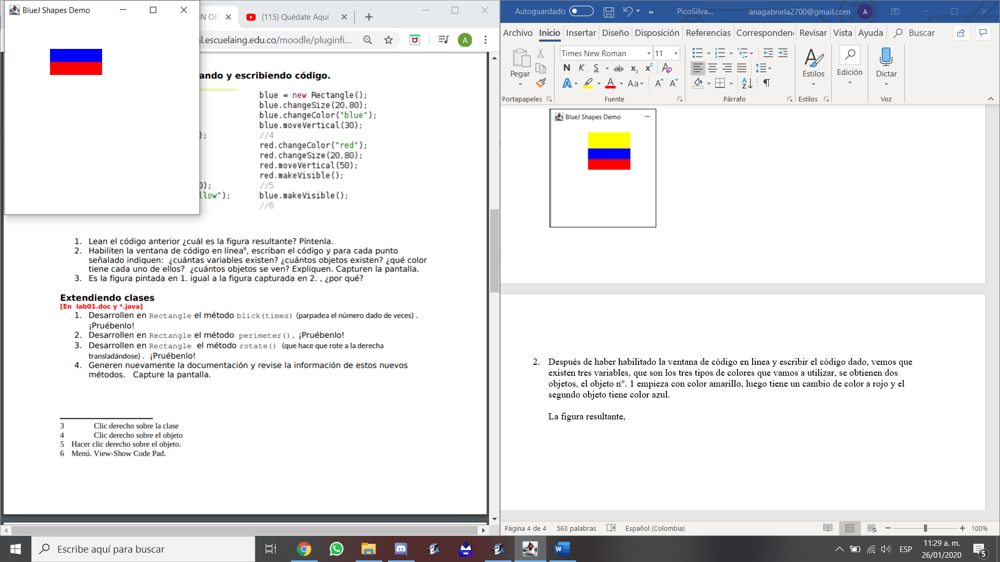 BlueJ Shapes Demo
ON OR
(115) Quédate Aquí -
al.escuelaing.edu.co/moodle/pluginfi...
A
ando y escribiendo código.
blue = new Rectangle();
blue.changeSize(20,80);
blue.changeColor("blue");
blue.moveVertical(30);
);
//4
red.changeColor("red");
red.changeSize(20,80);
red.moveVertical(50);
red.makeVisible();
0);
//5
llow");
blue.makeVisible();
//6
1. Lean el código anterior ¿cuál es la figura resultante? Píntenla.
2. Habiliten la ventana de código en línea6, escriban el código y para cada punto
señalado indiquen: ¿cuántas variables existen? ¿cuántos objetos existen? ¿qué color
tiene cada uno de ellos? ¿cuántos objetos se ven? Expliquen. Capturen la pantalla.
3. Es la figura pintada en 1. igual a la figura capturada en 2. , ¿por qué?
Extendiendo clases
[En lab01.doc y *.java]
1. Desarrollen en Rectangle el método blick(times) (parpadea el número dado de veces) .
¡Pruébenlo!
2. Desarrollen en Rectangle el método perimeter() . ¡Pruébenlo!
3. Desarrollen en Rectangle el método rotate() (que hace que rote a la derecha
transladándose) . ¡Pruébenlo!
4. Generen nuevamente la documentación y revise la información de estos nuevos
métodos. Capture la pantalla.
3 Clic derecho sobre la clase
4 Clic derecho sobre el objeto
5 Hacer clic derecho sobre el objeto.
6 Menú. View-Show Code Pad.
Autoguardado
PicoSilva...
anagabriela2700@gmail.com
A
Archivo Inicio Insertar Diseño Disposición Referencias Corresponden Revisar Vista Ayuda Buscar
Pegar
Times New Roman 11
N K S ab x2 x2 A
A A Aa A A
Estilos
Edición
Dictar
Portapapeles Fuente Párrafo Estilos Voz
BlueJ Shapes Demo
2. Después de haber habilitado la ventana de código en linea y escribir el código dado, vemos que
existen tres variables, que son los tres tipos de colores que vamos a utilizar, se obtienen dos
objetos, el objeto n°. 1 empieza con color amarillo, luego tiene un cambio de color a rojo y el
segundo objeto tiene color azul.
La figura resultante,
Página 4 de 4 563 palabras Español (Colombia) 100%
Escribe aquí para buscar
ESP
11:29 a. m.
26/01/2020
5